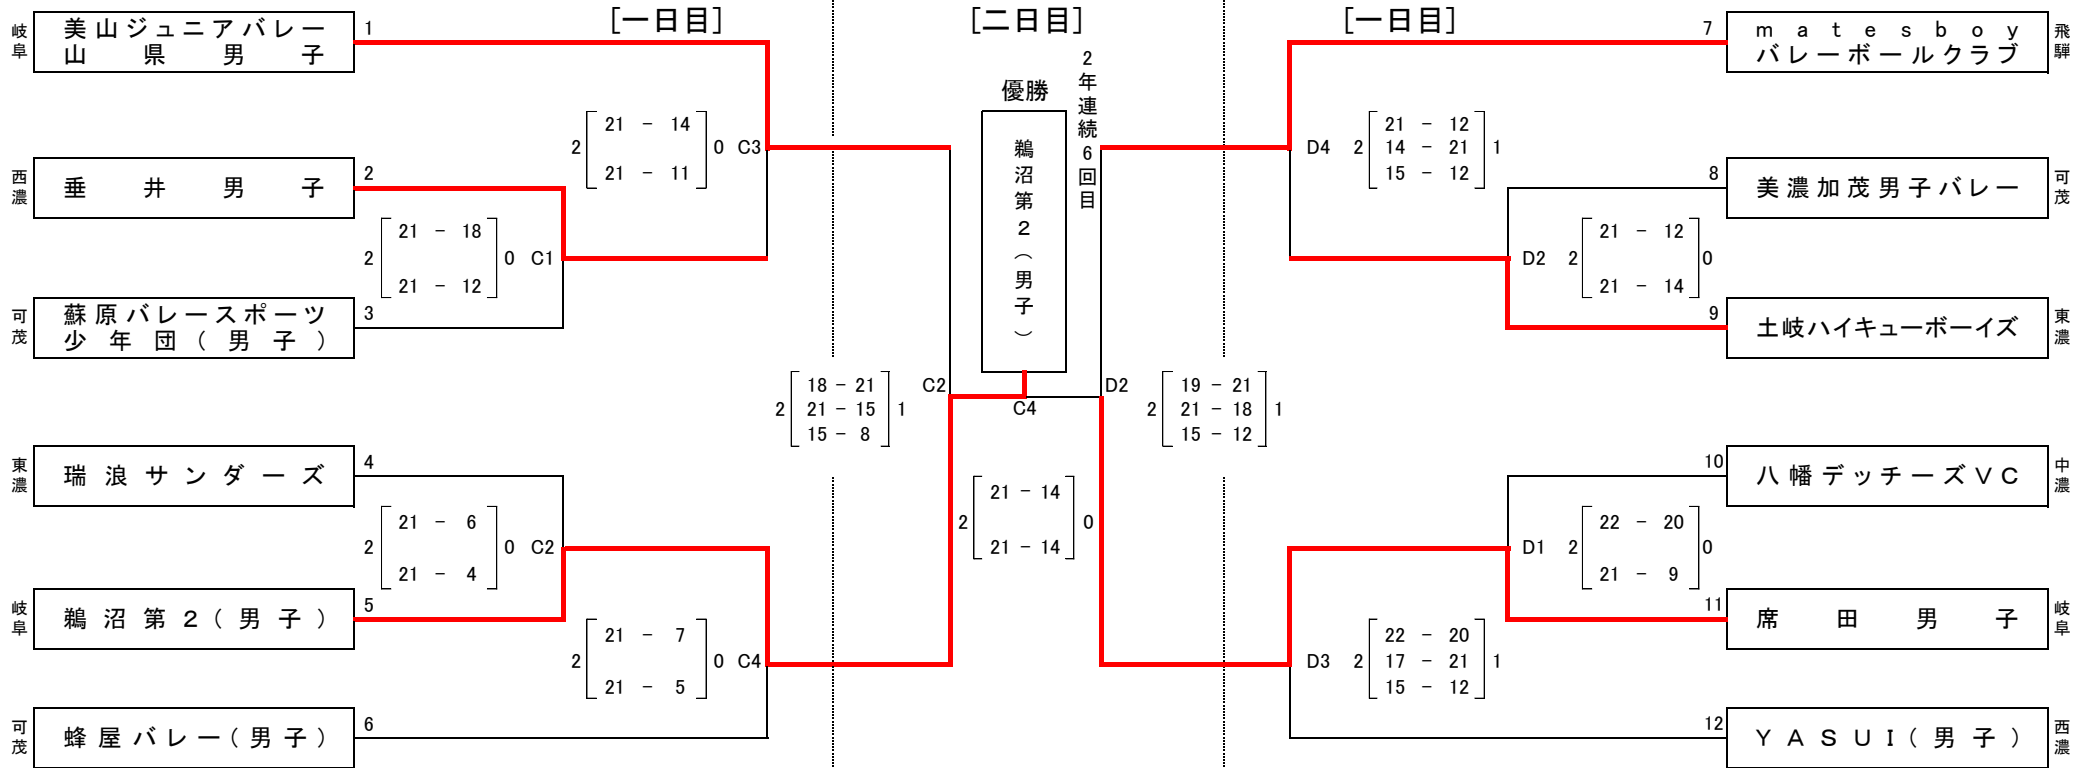 [一日目]
[二日目]
[一日目]
岐阜
美山ジュニアバレー
山県男子
1
西濃
垂井男子
2
可茂
蘇原バレースポーツ
少年団(男子)
3
東濃
瑞浪サンダーズ
4
岐阜
鵜沼第2(男子)
5
可茂
蜂屋バレー(男子)
6
2 21 - 14 0 C3
21 - 11
2 21 - 18 0 C1
21 - 12
2 21 - 6 0 C2
21 - 4
2 21 - 7 0 C4
21 - 5
18 - 21
2 21 - 15 1
15 - 8
C2
優勝
鵜沼第2(男子)
2年連続6回目
C4
21 - 14
2 0
21 - 14
D2
19 - 21
2 21 - 18 1
15 - 12
21 - 12
D4 2 14 - 21 1
15 - 12
21 - 12
D2 2 0
21 - 14
22 - 20
D1 2 0
21 - 9
22 - 20
D3 2 17 - 21 1
15 - 12
7
matesboy
バレーボールクラブ
飛騨
8
美濃加茂男子バレー
可茂
9
土岐ハイキューボーイズ
東濃
10
八幡デッチーズVC
中濃
11
席田男子
岐阜
12
YASUI(男子)
西濃